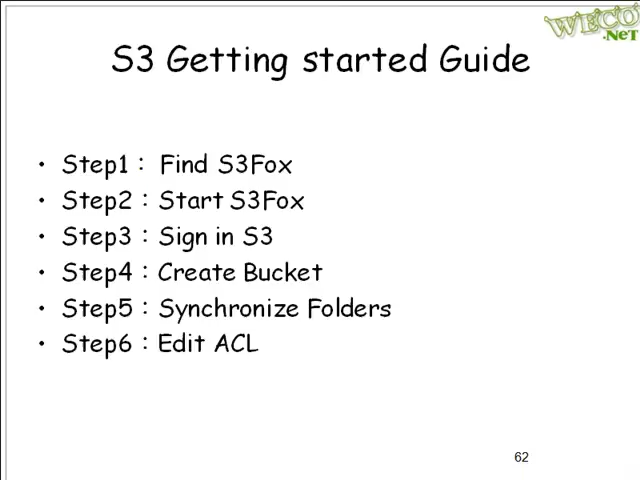 WECO
.NeT
S3 Getting started Guide
• Step1： Find S3Fox
• Step2：Start S3Fox
• Step3：Sign in S3
• Step4：Create Bucket
• Step5：Synchronize Folders
• Step6：Edit ACL
62